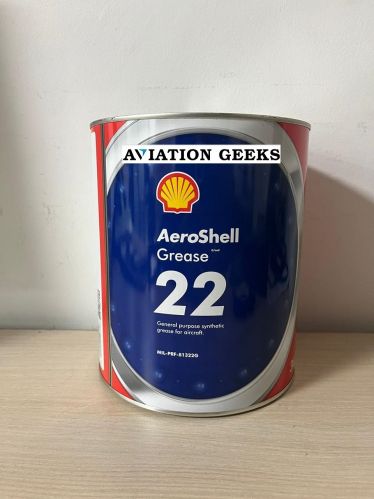 AVIATION GEEKS
AeroShell
Grease
22
General purpose synthetic
grease for aircraft.
MIL-PRF-81322G